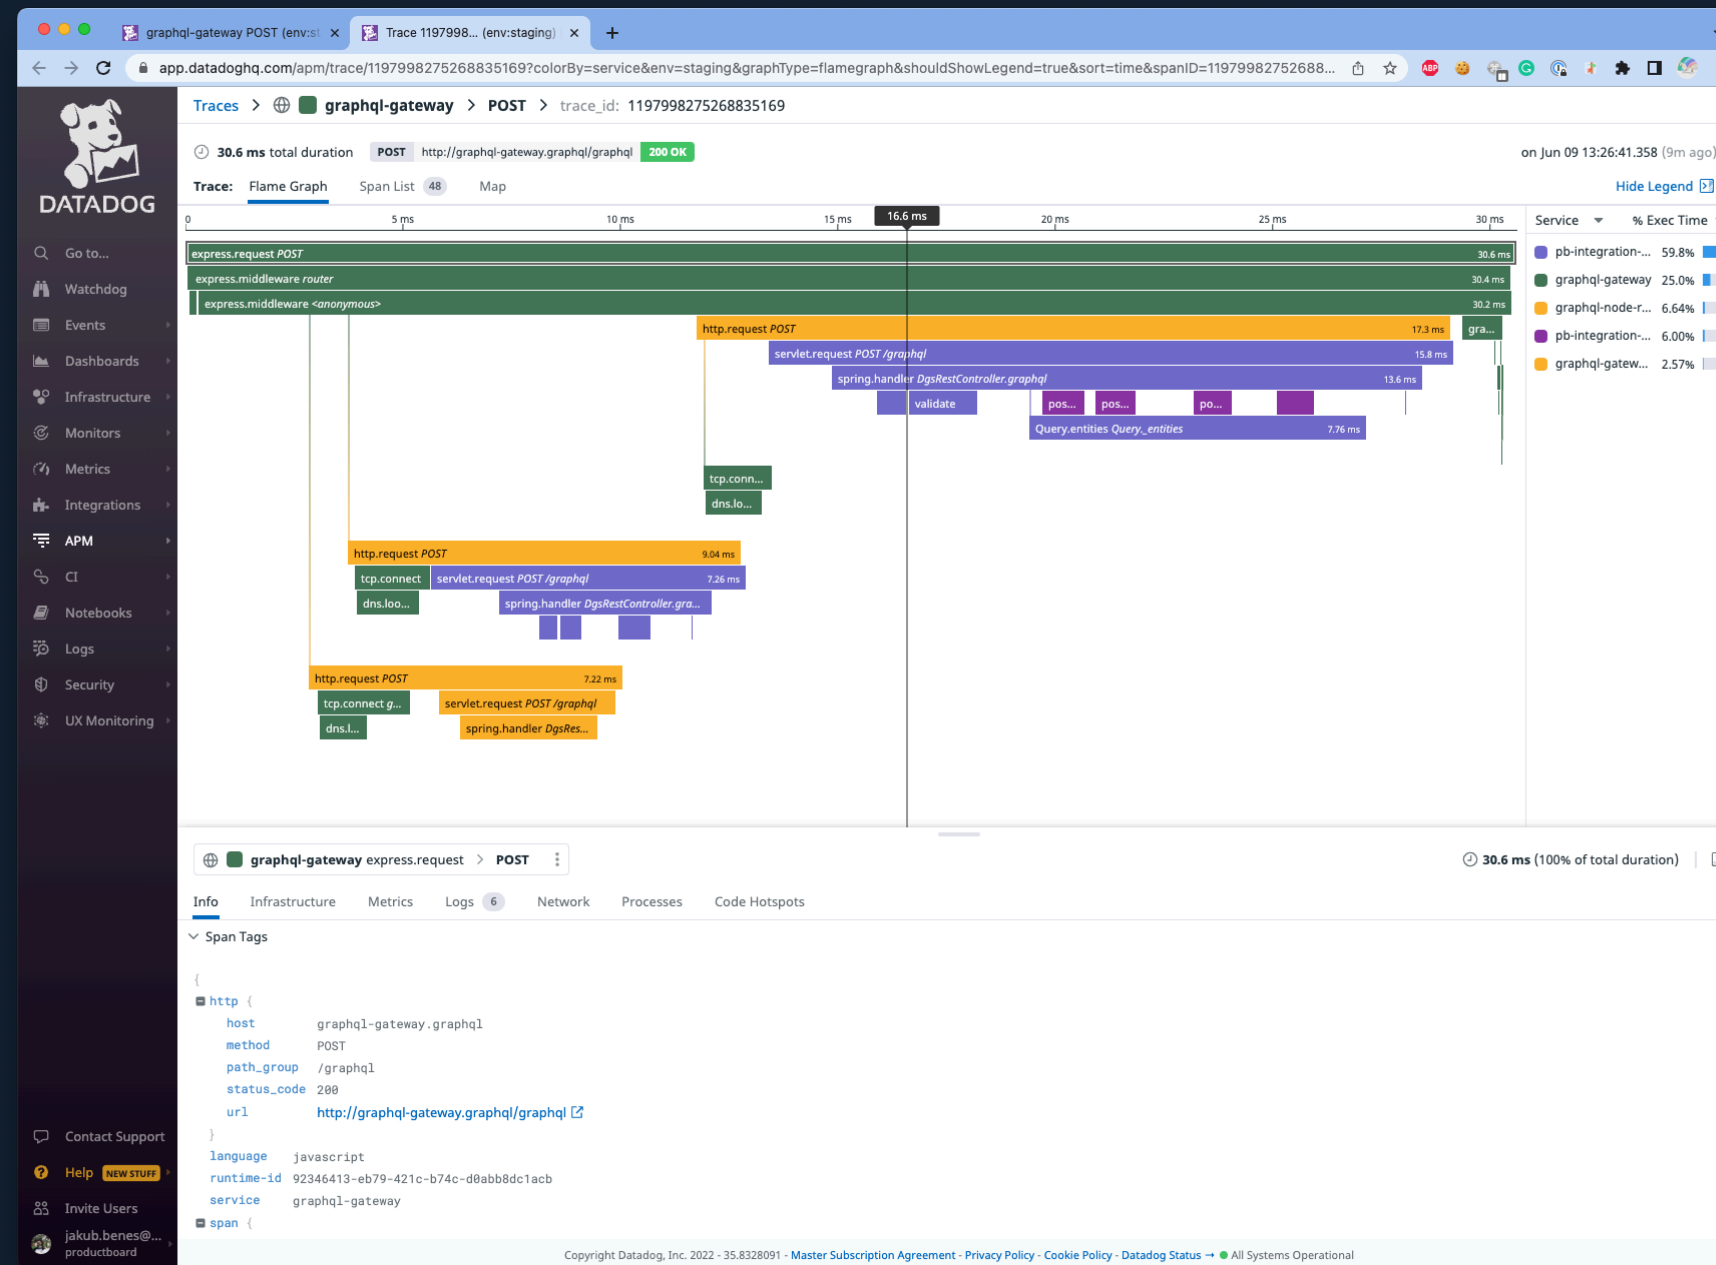 graphql-gateway POST (env:st
Trace 1197998... (env:staging)
app.datadoghq.com/apm/trace/1197998275268835169?colorBy=service&env=staging&graphType=flamegraph&shouldShowLegend=true&sort=time&spanID=11979982752688...
ABP
DATADOG
Go to...
Watchdog
Events
Dashboards
Infrastructure
Monitors
Metrics
Integrations
APM
CI
Notebooks
Logs
Security
UX Monitoring
Contact Support
Help NEW STUFF
Invite Users
jakub.benes@...
productboard
Traces > graphql-gateway > POST > trace_id: 1197998275268835169
30.6 ms total duration POST http://graphql-gateway.graphql/graphql 200 OK
on Jun 09 13:26:41.358 (9m ago)
Trace: Flame Graph Span List 48 Map
Hide Legend
0 5 ms 10 ms 15 ms 16.6 ms 20 ms 25 ms 30 ms
express.request POST 30.6 ms
express.middleware router 30.4 ms
express.middleware <anonymous> 30.2 ms
http.request POST 17.3 ms gra...
servlet.request POST /graphql 15.8 ms
spring.handler DgsRestController.graphql 13.6 ms
validate pos... pos... po...
Query.entities Query._entities 7.76 ms
tcp.conn...
dns.lo...
http.request POST 9.04 ms
tcp.connect servlet.request POST /graphql 7.26 ms
dns.loo... spring.handler DgsRestController.gra...
http.request POST 7.22 ms
tcp.connect g... servlet.request POST /graphql
dns.l... spring.handler DgsRes...
Service % Exec Time
pb-integration-... 59.8%
graphql-gateway 25.0%
graphql-node-r... 6.64%
pb-integration-... 6.00%
graphql-gatew... 2.57%
graphql-gateway express.request > POST
30.6 ms (100% of total duration)
Info Infrastructure Metrics Logs 6 Network Processes Code Hotspots
Span Tags
{
http {
host graphql-gateway.graphql
method POST
path_group /graphql
status_code 200
url http://graphql-gateway.graphql/graphql
}
language javascript
runtime-id 92346413-eb79-421c-b74c-d0abb8dc1acb
service graphql-gateway
span {
Copyright Datadog, Inc. 2022 - 35.8328091 - Master Subscription Agreement - Privacy Policy - Cookie Policy - Datadog Status → All Systems Operational